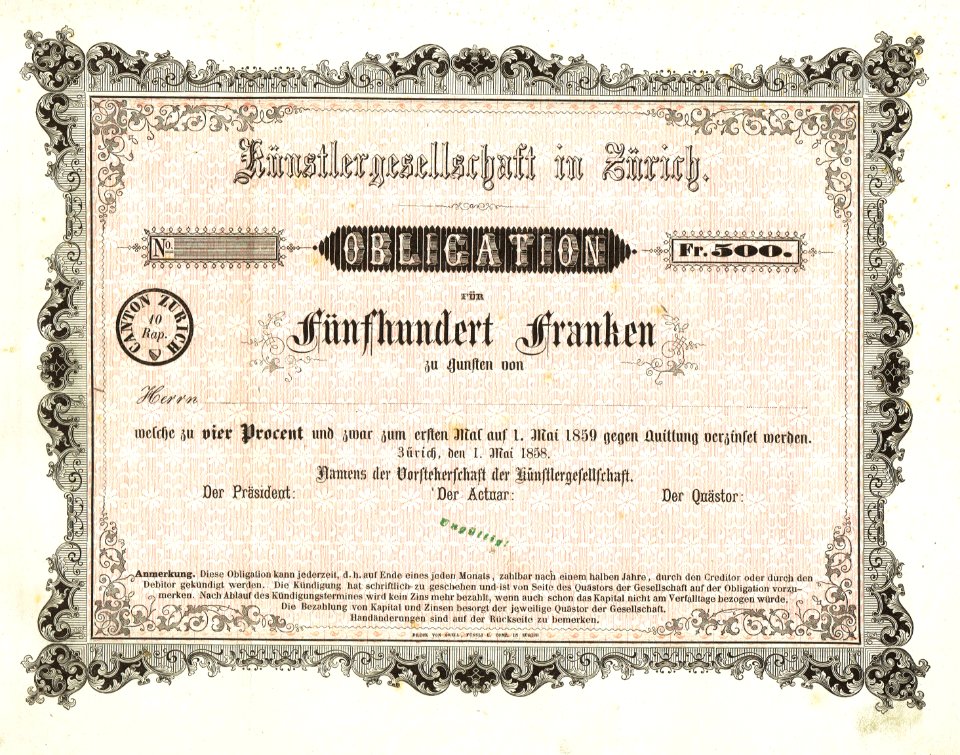 Künstlergesellschaft in Zürich.
No.
OBLIGATION
Fr. 500.
FÜR
CANTON ZURICH
10
Rap.
Fünfhundert Franken
zu Gunsten von
Herrn
welche zu vier Procent und zwar zum ersten Mal auf 1. Mai 1859 gegen Quittung verzinset werden.
Zürich, den 1. Mai 1858.
Namens der Vorsteherschaft der Künstlergesellschaft.
Der Präsident:
Der Actuar:
Der Quästor:
Ungültig!
Anmerkung. Diese Obligation kann jederzeit, d. h. auf Ende eines jeden Monats, zahlbar nach einem halben Jahre, durch den Creditor oder durch den
Debitor gekündigt werden. Die Kündigung hat schriftlich zu geschehen und ist von Seite des Quästors der Gesellschaft auf der Obligation vorzu-
merken. Nach Ablauf des Kündigungstermines wird kein Zins mehr bezahlt, wenn auch schon das Kapital nicht am Verfalltage bezogen würde.
Die Bezahlung von Kapital und Zinsen besorgt der jeweilige Quästor der Gesellschaft.
Handänderungen sind auf der Rückseite zu bemerken.
DRUCK VON ORELL, FÜSSLI U. COMP. IN ZÜRICH